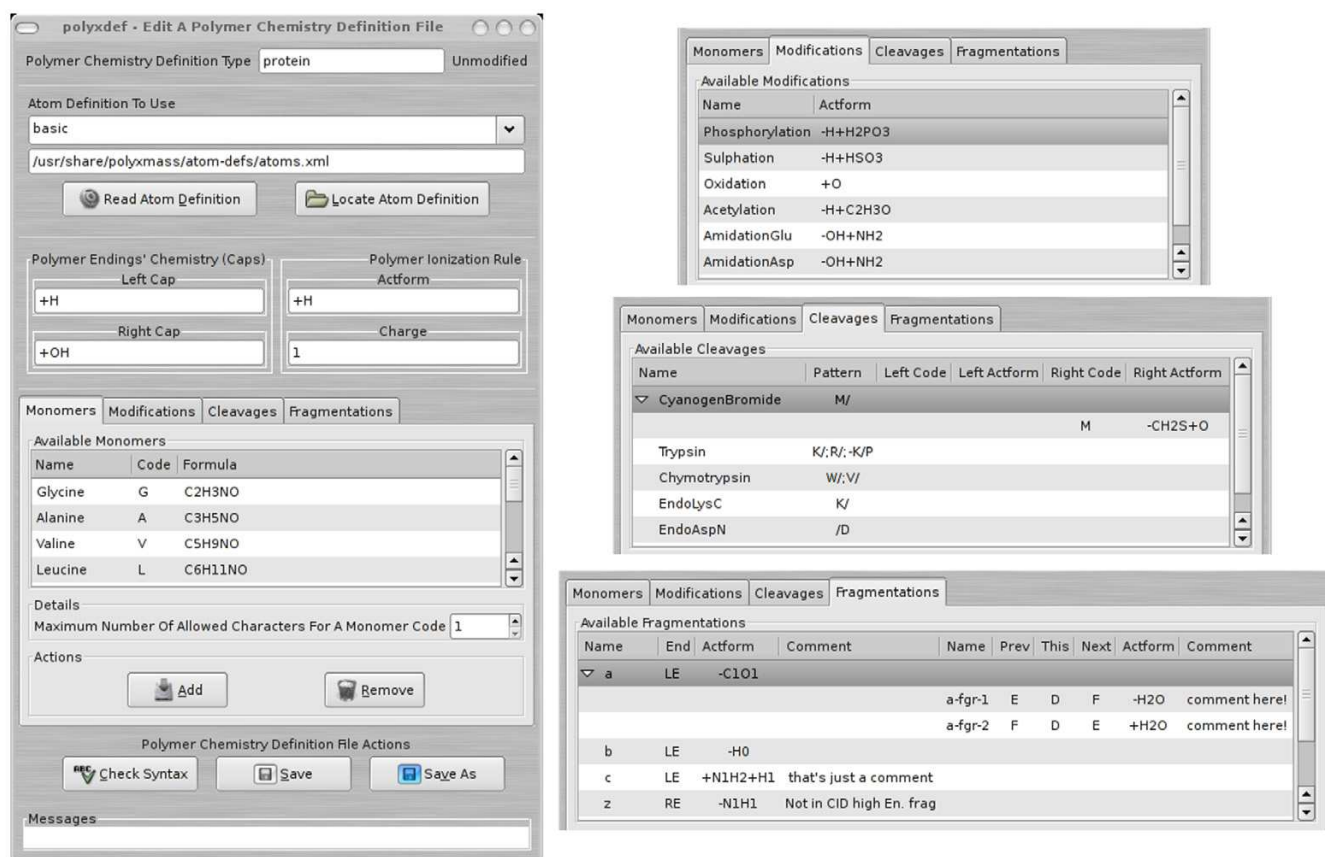 polyxdef - Edit A Polymer Chemistry Definition File
Polymer Chemistry Definition Type protein Unmodified
Atom Definition To Use
basic
/usr/share/polyxmass/atom-defs/atoms.xml
Read Atom Definition Locate Atom Definition
Polymer Endings' Chemistry (Caps) Polymer Ionization Rule
Left Cap Actform
+H +H
Right Cap Charge
+OH 1
Monomers Modifications Cleavages Fragmentations
Available Monomers
Name Code Formula
Glycine G C2H3NO
Alanine A C3H5NO
Valine V C5H9NO
Leucine L C6H11NO
Details
Maximum Number Of Allowed Characters For A Monomer Code 1
Actions
Add Remove
Polymer Chemistry Definition File Actions
ABC Check Syntax Save Save As
Messages
Monomers Modifications Cleavages Fragmentations
Available Modifications
Name Actform
Phosphorylation -H+H2PO3
Sulphation -H+HSO3
Oxidation +O
Acetylation -H+C2H3O
AmidationGlu -OH+NH2
AmidationAsp -OH+NH2
Monomers Modifications Cleavages Fragmentations
Available Cleavages
Name Pattern Left Code Left Actform Right Code Right Actform
CyanogenBromide M/
M -CH2S+O
Trypsin K/;R/;-K/P
Chymotrypsin W/;V/
EndoLysC K/
EndoAspN /D
Monomers Modifications Cleavages Fragmentations
Available Fragmentations
Name End Actform Comment Name Prev This Next Actform Comment
a LE -C1O1
a-fgr-1 E D F -H2O comment here!
a-fgr-2 F D E +H2O comment here!
b LE -H0
c LE +N1H2+H1 that's just a comment
z RE -N1H1 Not in CID high En. frag